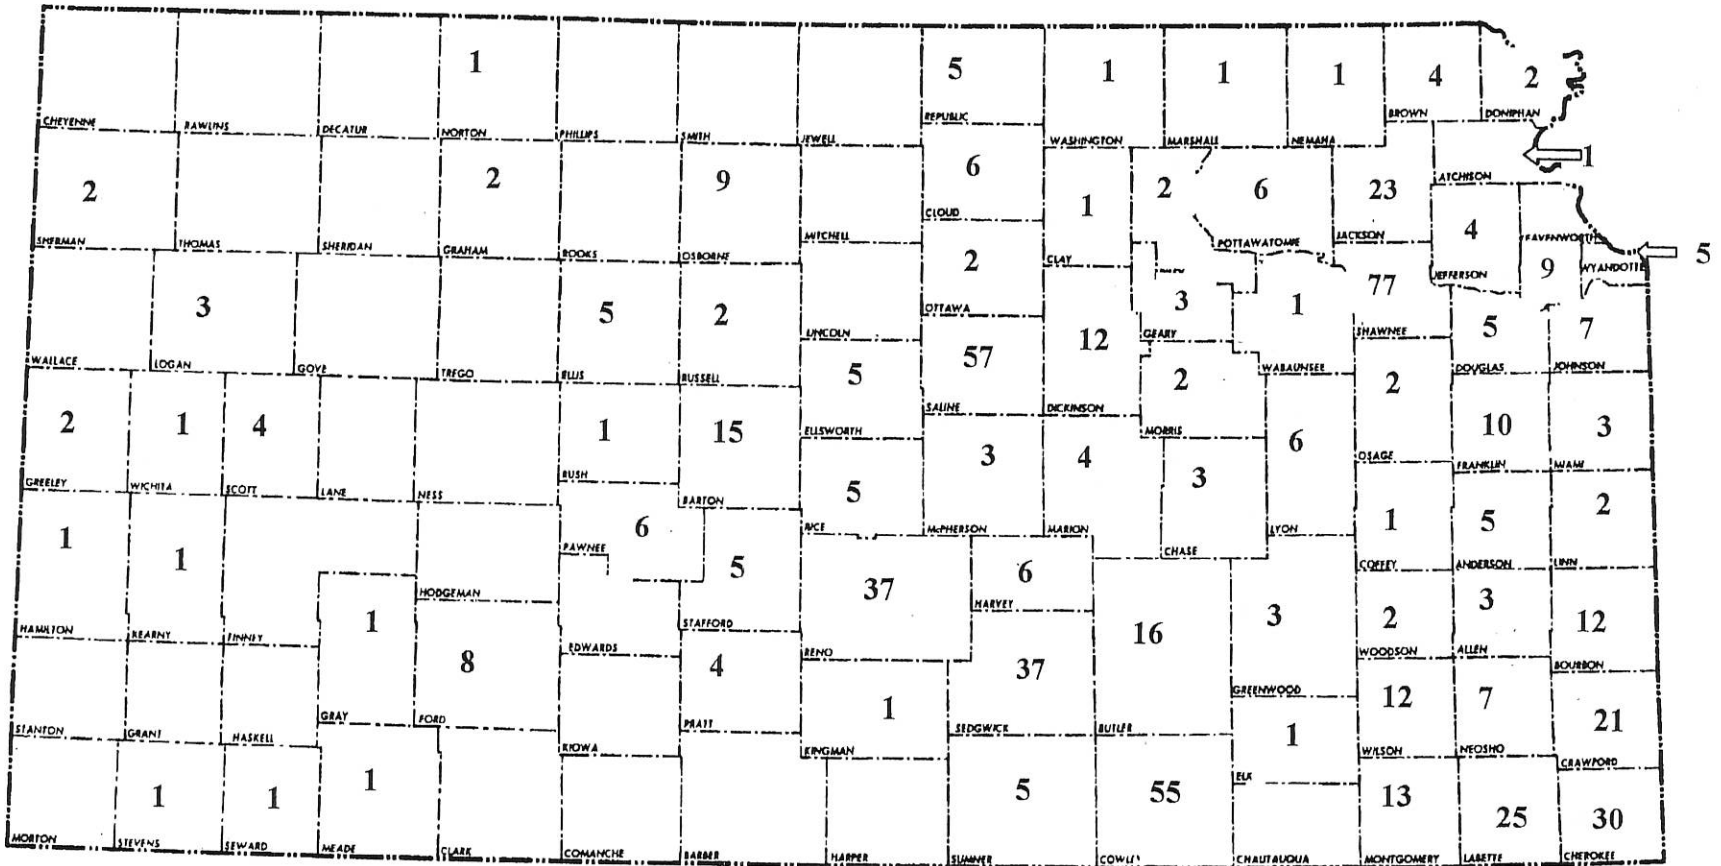 1
5
1
1
1
4
2
CHEYENNE
RAWLINS
DECATUR
NORTON
PHILLIPS
SMITH
JEWELL
REPUBLIC
WASHINGTON
MARSHALL
NEMAHA
BROWN
DONIPHAN
2
2
9
6
1
2
6
23
1
ATCHISON
SHERMAN
THOMAS
SHERIDAN
GRAHAM
ROOKS
OSBORNE
MITCHELL
CLOUD
CLAY
POTTAWATOMIE
JACKSON
4
JEFFERSON
9
WYANDOTTE
5
3
5
2
2
3
1
77
WALLACE
LOGAN
GOVE
TREGO
ELLIS
RUSSELL
LINCOLN
OTTAWA
GEARY
WABAUNSEE
SHAWNEE
5
7
DOUGLAS
JOHNSON
2
1
4
1
15
5
57
12
2
6
2
10
3
GREELEY
WICHITA
SCOTT
LANE
NESS
RUSH
BARTON
ELLSWORTH
SALINE
DICKINSON
MORRIS
LYON
OSAGE
FRANKLIN
MIAMI
1
1
6
5
5
3
4
3
1
5
2
PAWNEE
RICE
McPHERSON
MARION
CHASE
COFFEY
ANDERSON
LINN
HAMILTON
KEARNY
FINNEY
HODGEMAN
1
8
EDWARDS
STAFFORD
37
RENO
6
HARVEY
16
3
2
3
12
WOODSON
ALLEN
BOURBON
STANTON
GRANT
HASKELL
GRAY
FORD
KIOWA
4
PRATT
1
KINGMAN
37
SEDGWICK
BUTLER
GREENWOOD
12
7
21
WILSON
NEOSHO
CRAWFORD
1
1
1
5
55
1
ELK
13
25
30
MORTON
STEVENS
SEWARD
MEADE
CLARK
COMANCHE
BARBER
HARPER
SUMNER
CHAUTAUQUA
MONTGOMERY
LABETTE
CHEROKEE